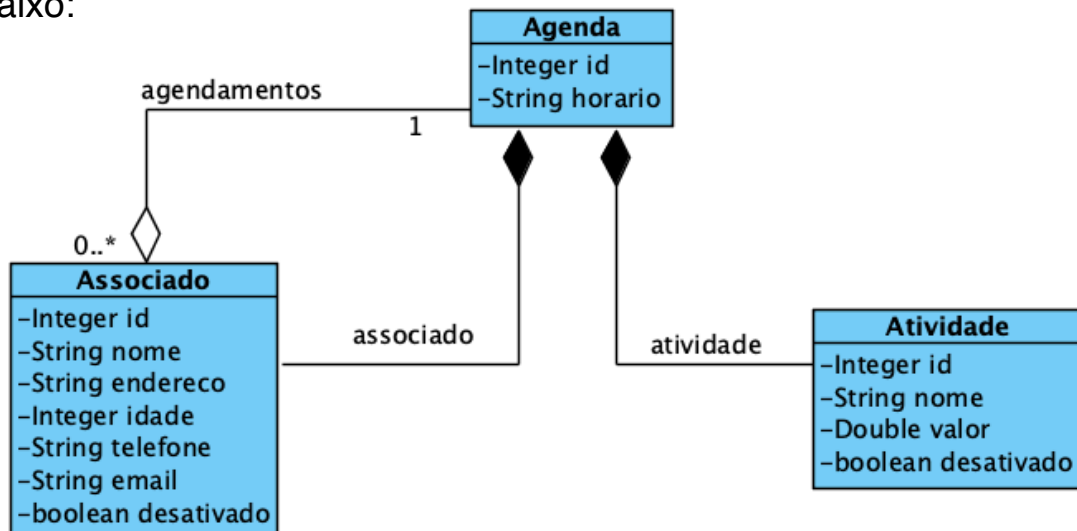 aixo:
Agenda
-Integer id
-String horario
agendamentos
1
0..*
Associado
-Integer id
-String nome
-String endereco
-Integer idade
-String telefone
-String email
-boolean desativado
associado
atividade
Atividade
-Integer id
-String nome
-Double valor
-boolean desativado